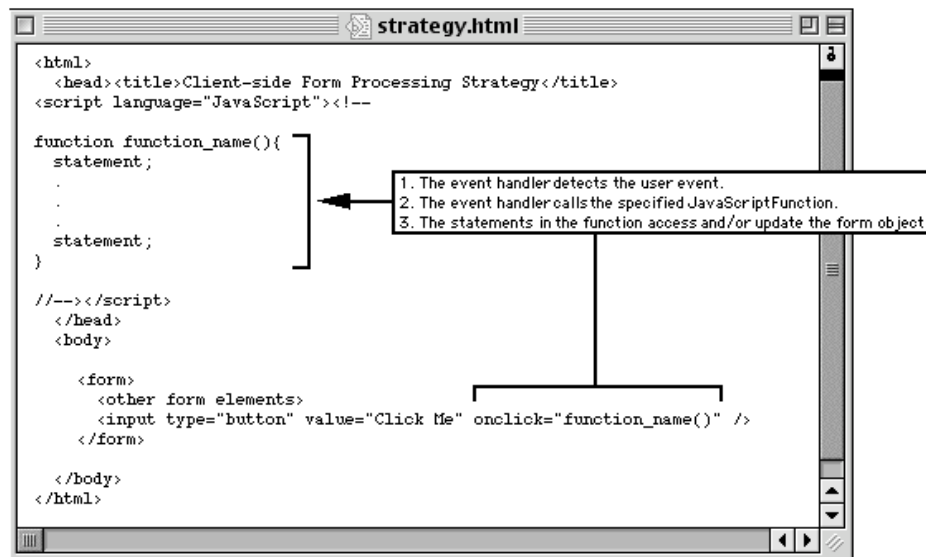 strategy.html
<html>
<head><title>Client-side Form Processing Strategy</title>
<script language="JavaScript"><!--
function function_name(){
statement;
.
.
.
statement;
}
1. The event handler detects the user event.
2. The event handler calls the specified JavaScriptFunction.
3. The statements in the function access and/or update the form object
//--></script>
</head>
<body>
<form>
<other form elements>
<input type="button" value="Click Me" onclick="function_name()" />
</form>
</body>
</html>